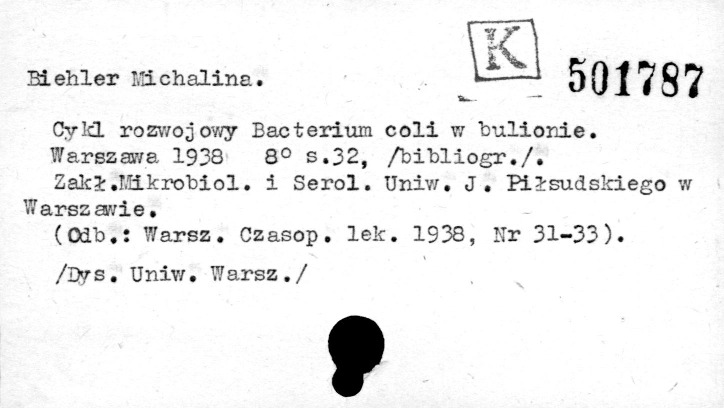 K
501787
Biehler Michalina.
Cykl rozwojowy Bacterium coli w bulionie.
Warszawa 1938 8° s.32, /bibliogr./.
Zakł.Mikrobiol. i Serol. Uniw. J. Piłsudskiego w
Warszawie.
(Odb.: Warsz. Czasop. lek. 1938, Nr 31-33).
/Dys. Uniw. Warsz./